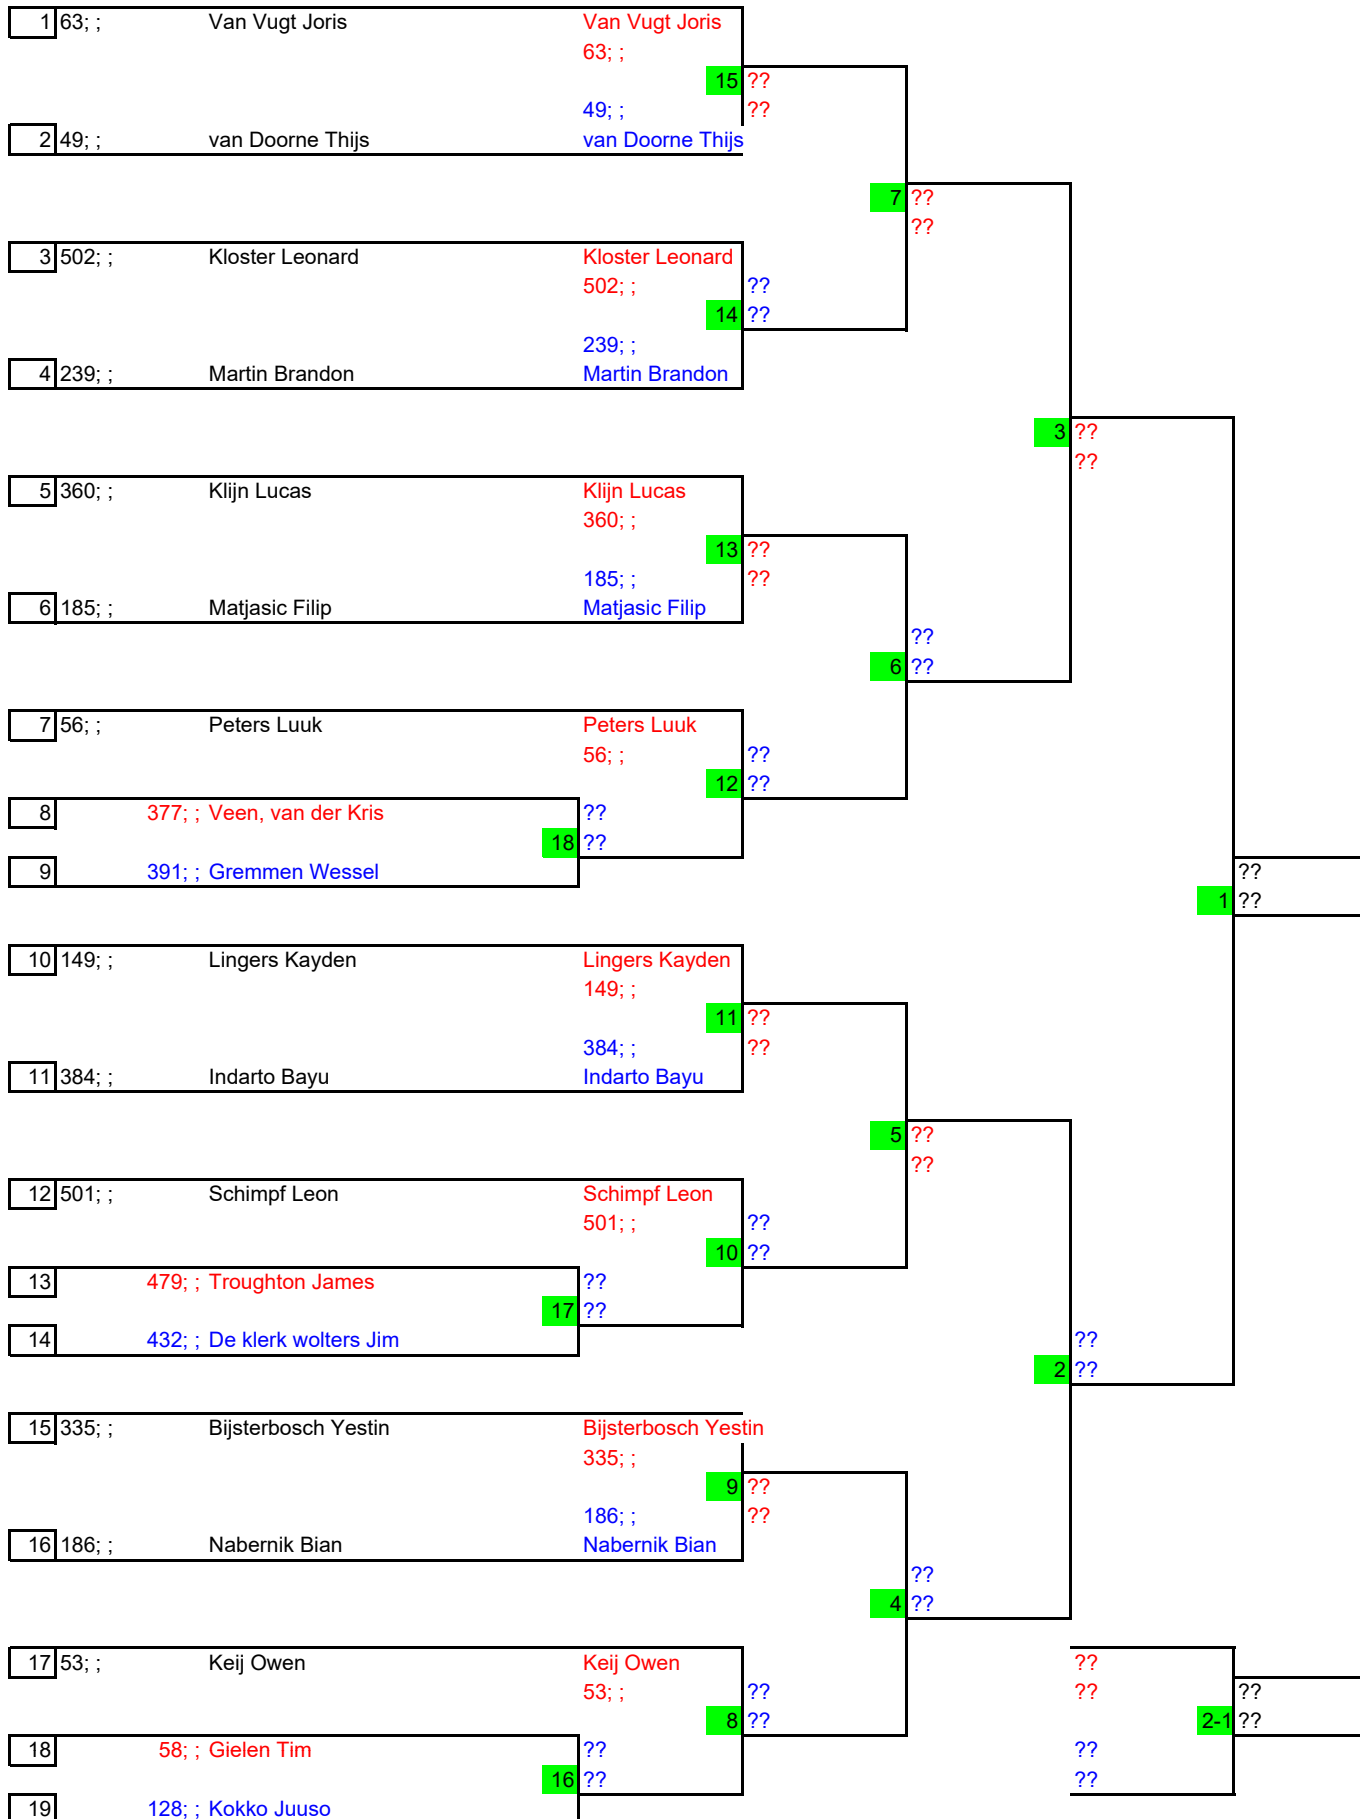 1 63; ; Van Vugt Joris Van Vugt Joris
63; ;
15 ??
49; ; ??
2 49; ; van Doorne Thijs van Doorne Thijs
7 ??
??
3 502; ; Kloster Leonard Kloster Leonard
502; ; ??
14 ??
239; ;
4 239; ; Martin Brandon Martin Brandon
3 ??
??
5 360; ; Klijn Lucas Klijn Lucas
360; ;
13 ??
185; ; ??
6 185; ; Matjasic Filip Matjasic Filip
??
6 ??
7 56; ; Peters Luuk Peters Luuk
56; ; ??
12 ??
8 377; ; Veen, van der Kris ??
18 ??
9 391; ; Gremmen Wessel ??
1 ??
10 149; ; Lingers Kayden Lingers Kayden
149; ;
11 ??
384; ; ??
11 384; ; Indarto Bayu Indarto Bayu
5 ??
??
12 501; ; Schimpf Leon Schimpf Leon
501; ; ??
10 ??
13 479; ; Troughton James ??
17 ??
14 432; ; De klerk wolters Jim ??
2 ??
15 335; ; Bijsterbosch Yestin Bijsterbosch Yestin
335; ;
9 ??
186; ; ??
16 186; ; Nabernik Bian Nabernik Bian
??
4 ??
17 53; ; Keij Owen Keij Owen ??
53; ; ?? ?? ??
8 ?? 2-1 ??
18 58; ; Gielen Tim ?? ??
16 ?? ??
19 128; ; Kokko Juuso